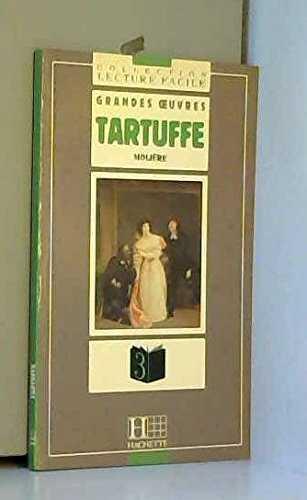 COLLECTION
LECTURE FACILE
GRANDES ŒUVRES
TARTUFFE
MOLIÈRE
3
H
HACHETTE